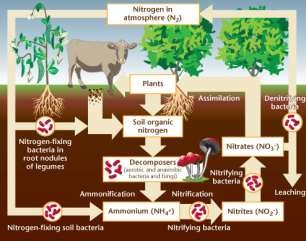 Nitrogen in
atmosphere (N₂)
Plants
Assimilation
Denitrifying
bacteria
Nitrogen-fixing
bacteria in
root nodules
of legumes
Soil organic
nitrogen
Decomposers
(aerobic and anaerobic
bacteria and fungi)
Nitrates (NO₃⁻)
Nitrifying
bacteria
Leaching
Ammonification
Nitrification
Nitrogen-fixing soil bacteria
Ammonium (NH₄⁺)
Nitrifying bacteria
Nitrites (NO₂⁻)